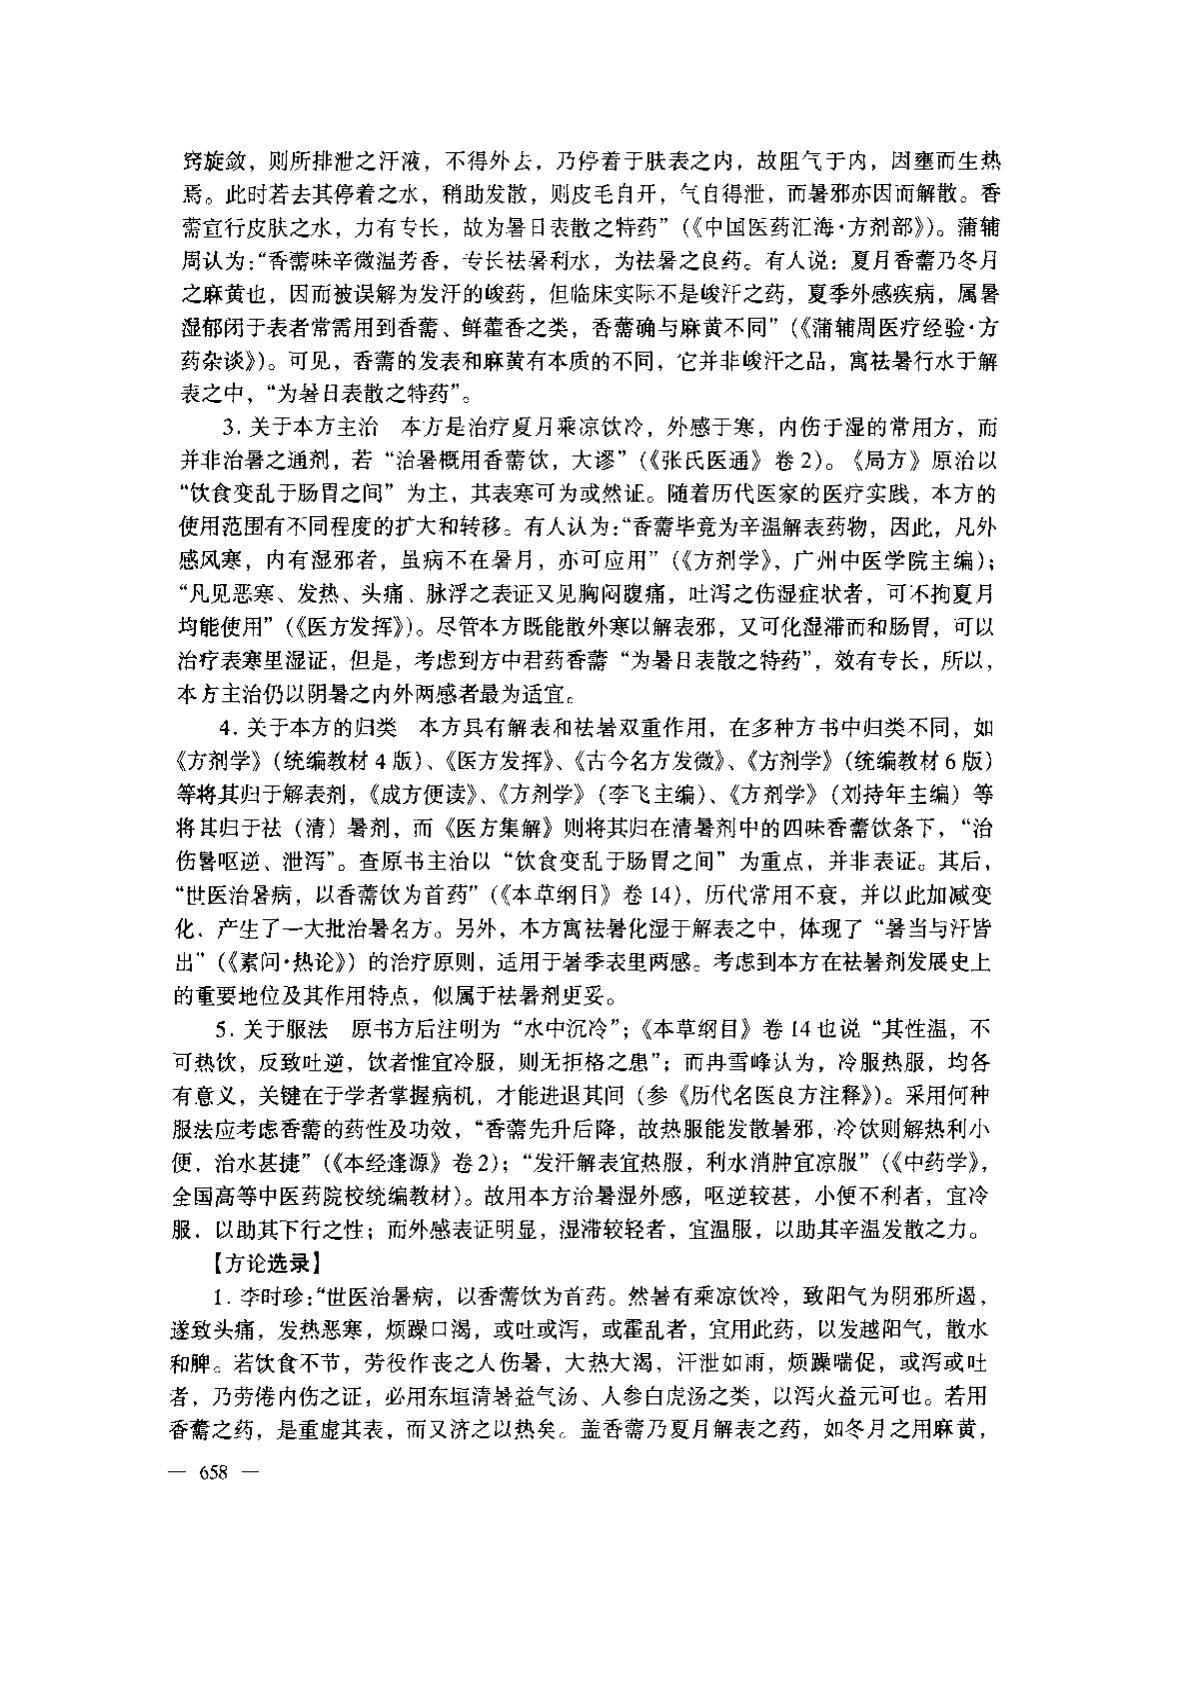 窍旋敛，则所排泄之汗液，不得外去，乃停着于肤表之内，故阻气于内，因壅而生热
焉。此时若去其停着之水，稍助发散，则皮毛自开，气自得泄，而暑邪亦因而解散。香
薷宣行皮肤之水，力有专长，故为暑日表散之特药”（《中国医药汇海·方剂部》）。蒲辅
周认为：“香薷味辛微温芳香，专长祛暑利水，为祛暑之良药。有人说：夏月香薷乃冬月
之麻黄也，因而被误解为发汗的峻药，但临床实际不是峻汗之药，夏季外感疾病，属暑
湿郁闭于表者常需用到香薷、鲜藿香之类，香薷确与麻黄不同”（《蒲辅周医疗经验·方
药杂谈》）。可见，香薷的发表和麻黄有本质的不同，它并非峻汗之品，寓祛暑行水于解
表之中，“为暑日表散之特药”。
3. 关于本方主治　本方是治疗夏月乘凉饮冷，外感于寒，内伤于湿的常用方，而
并非治暑之通剂，若“治暑概用香薷饮，大谬”（《张氏医通》卷 2）。《局方》原治以
“饮食变乱于肠胃之间”为主，其表寒可为或然证。随着历代医家的医疗实践，本方的
使用范围有不同程度的扩大和转移。有人认为：“香薷毕竟为辛温解表药物，因此，凡外
感风寒，内有湿邪者，虽病不在暑月，亦可应用”（《方剂学》，广州中医学院主编）；
“凡见恶寒、发热、头痛、脉浮之表证又见胸闷腹痛，吐泻之伤湿症状者，可不拘夏月
均能使用”（《医方发挥》）。尽管本方既能散外寒以解表邪，又可化湿滞而和肠胃，可以
治疗表寒里湿证，但是，考虑到方中君药香薷“为暑日表散之特药”，效有专长，所以，
本方主治仍以阴暑之内外两感者最为适宜。
4. 关于本方的归类　本方具有解表和祛暑双重作用，在多种方书中归类不同，如
《方剂学》（统编教材 4 版）、《医方发挥》、《古今名方发微》、《方剂学》（统编教材 6 版）
等将其归于解表剂，《成方便读》、《方剂学》（李飞主编）、《方剂学》（刘持年主编）等
将其归于祛（清）暑剂，而《医方集解》则将其归在清暑剂中的四味香薷饮条下，“治
伤暑呕逆、泄泻”。查原书主治以“饮食变乱于肠胃之间”为重点，并非表证。其后，
“世医治暑病，以香薷饮为首药”（《本草纲目》卷 14），历代常用不衰，并以此加减变
化，产生了一大批治暑名方。另外，本方寓祛暑化湿于解表之中，体现了“暑当与汗皆
出”（《素问·热论》）的治疗原则，适用于暑季表里两感。考虑到本方在祛暑剂发展史上
的重要地位及其作用特点，似属于祛暑剂更妥。
5. 关于服法　原书方后注明为“水中沉冷”；《本草纲目》卷 14 也说“其性温，不
可热饮，反致吐逆，饮者惟宜冷服，则无拒格之患”；而冉雪峰认为，冷服热服，均各
有意义，关键在于学者掌握病机，才能进退其间（参《历代名医良方注释》）。采用何种
服法应考虑香薷的药性及功效，“香薷先升后降，故热服能发散暑邪，冷饮则解热利小
便，治水甚捷”（《本经逢源》卷 2）；“发汗解表宜热服，利水消肿宜凉服”（《中药学》，
全国高等中医药院校统编教材）。故用本方治暑湿外感，呕逆较甚，小便不利者，宜冷
服，以助其下行之性；而外感表证明显，湿滞较轻者，宜温服，以助其辛温发散之力。
【方论选录】
1. 李时珍：“世医治暑病，以香薷饮为首药。然暑有乘凉饮冷，致阳气为阴邪所遏，
遂致头痛，发热恶寒，烦躁口渴，或吐或泻，或霍乱者，宜用此药，以发越阳气，散水
和脾。若饮食不节，劳役作丧之人伤暑，大热大渴，汗泄如雨，烦躁喘促，或泻或吐
者，乃劳倦内伤之证，必用东垣清暑益气汤、人参白虎汤之类，以泻火益元可也。若用
香薷之药，是重虚其表，而又济之以热矣。盖香薷乃夏月解表之药，如冬月之用麻黄，
— 658 —